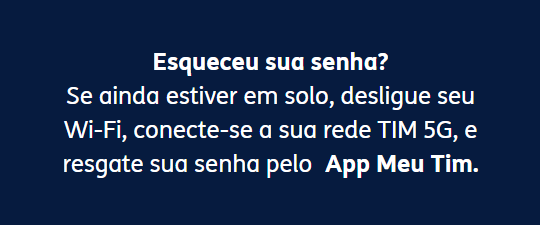 Esqueceu sua senha?
Se ainda estiver em solo, desligue seu
Wi-Fi, conecte-se a sua rede TIM 5G, e
resgate sua senha pelo App Meu Tim.